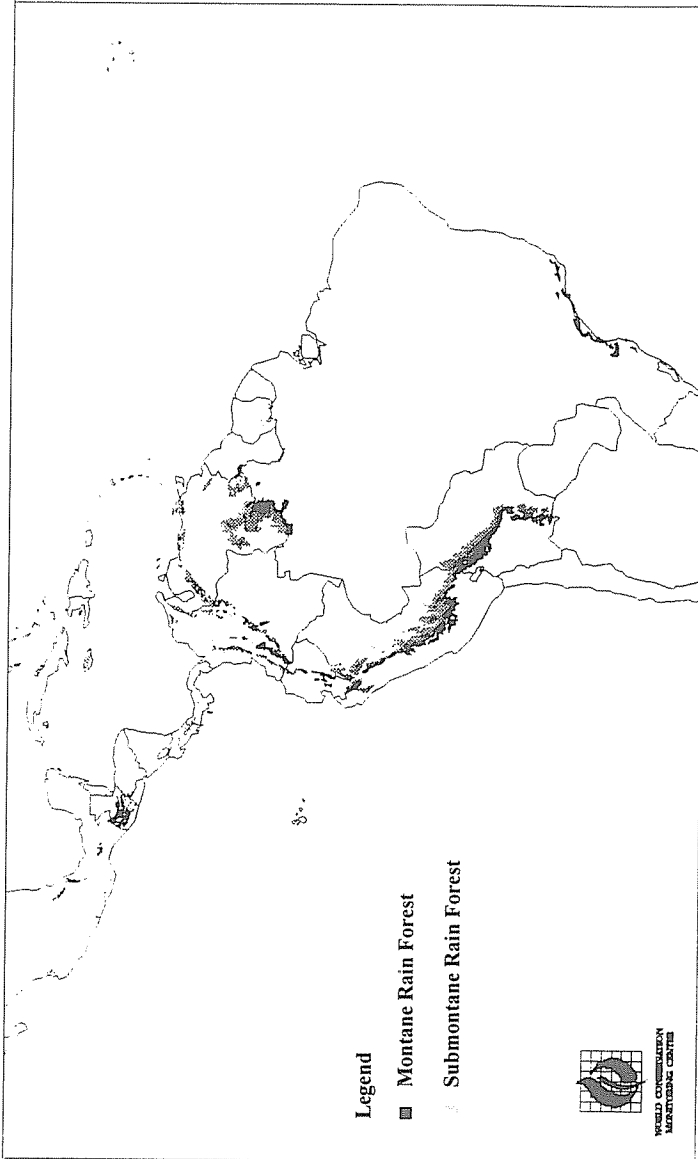 Legend
Montane Rain Forest
Submontane Rain Forest
WORLD CONSERVATION
MONITORING CENTRE